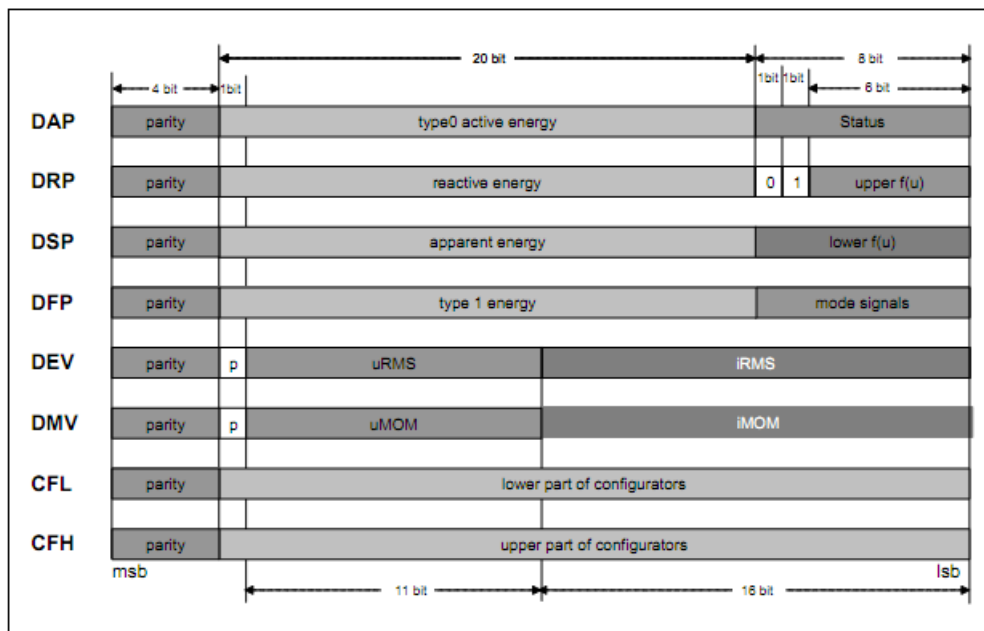 20 bit 8 bit
4 bit 1bit 1bit 1bit 6 bit
DAP parity type0 active energy Status
DRP parity reactive energy 0 1 upper f(u)
DSP parity apparent energy lower f(u)
DFP parity type 1 energy mode signals
DEV parity p uRMS iRMS
DMV parity p uMOM iMOM
CFL parity lower part of configurators
CFH parity upper part of configurators
msb lsb
11 bit 16 bit